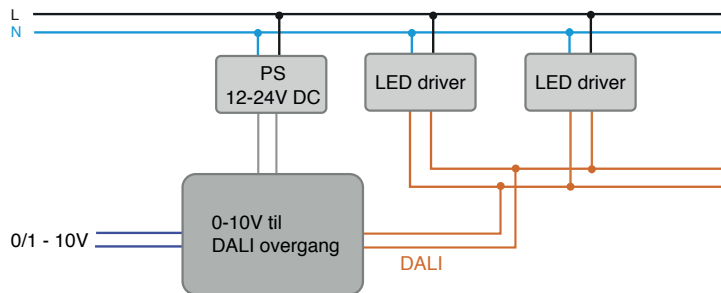 L
N
PS
12-24V DC
LED driver
LED driver
0-10V til
DALI overgang
0/1 - 10V
DALI